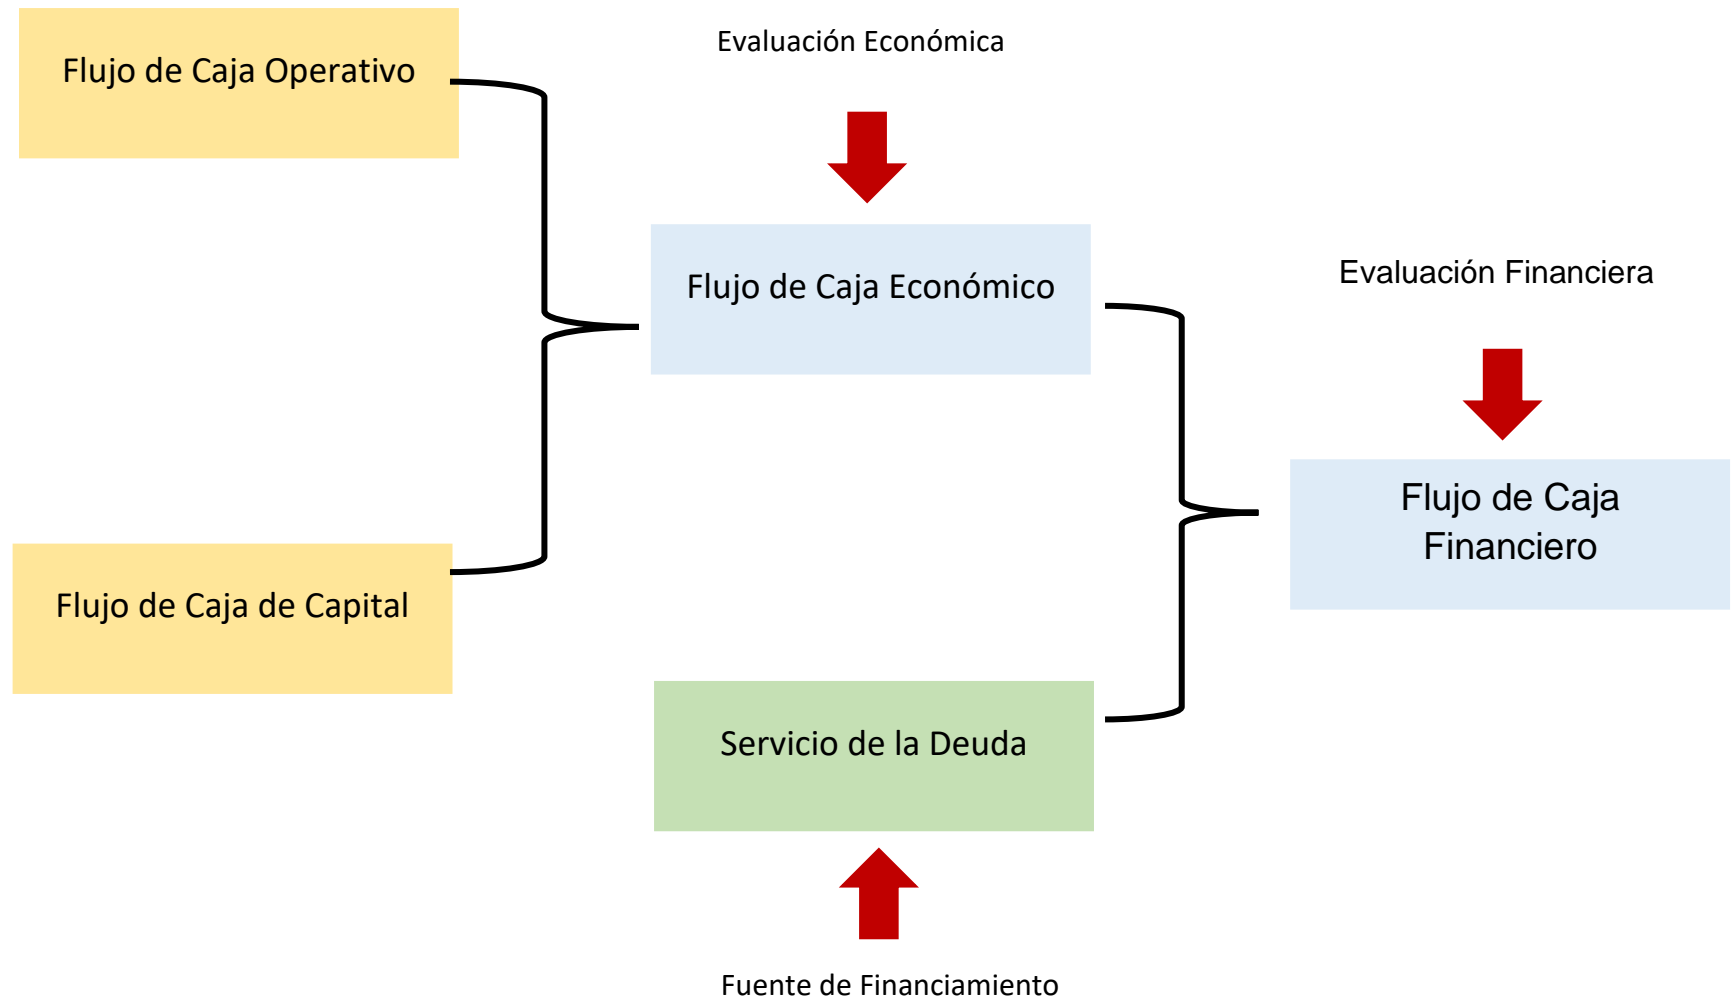 Flujo de Caja Operativo
Evaluación Económica
Flujo de Caja Económico
Evaluación Financiera
Flujo de Caja
Financiero
Flujo de Caja de Capital
Servicio de la Deuda
Fuente de Financiamiento